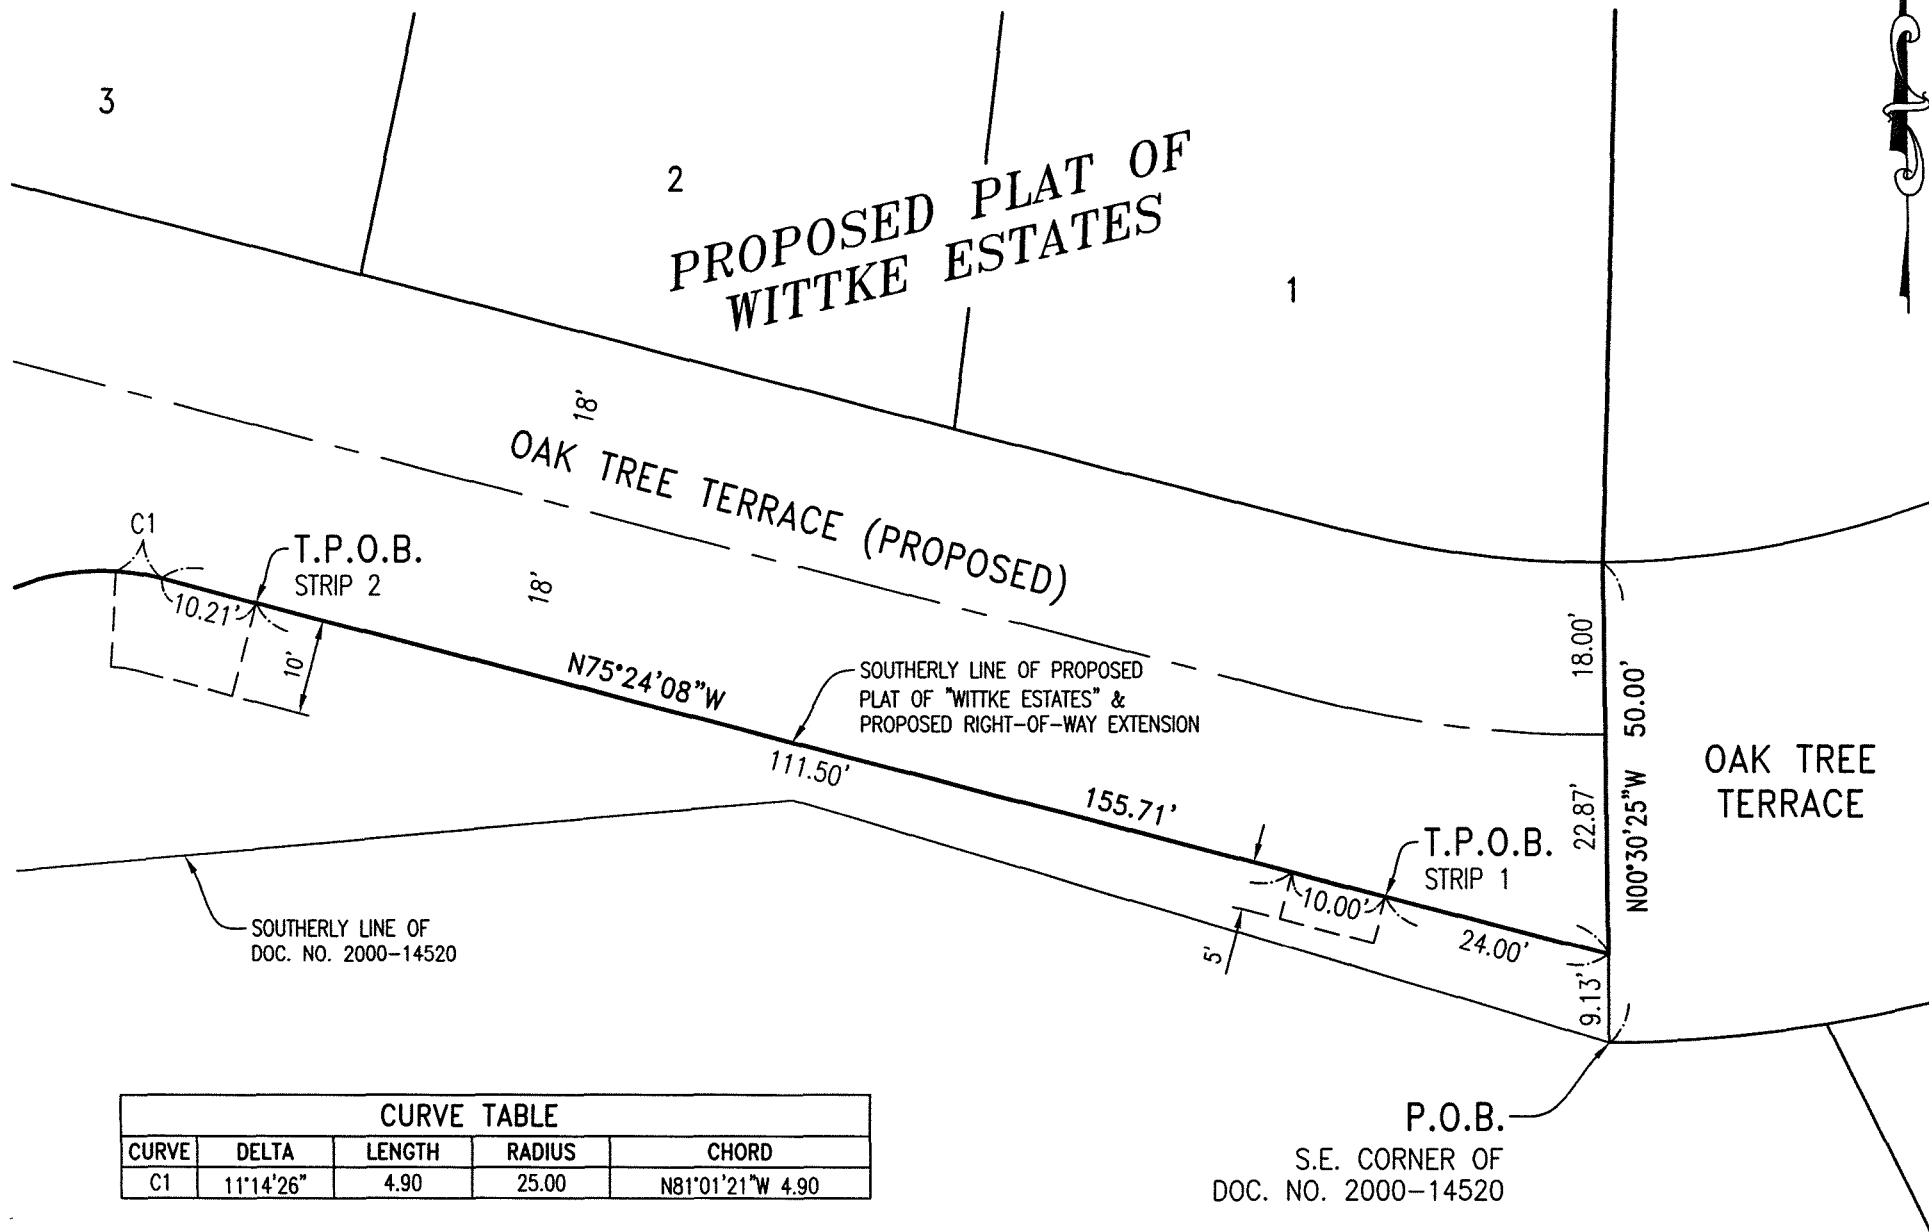 3
2
PROPOSED PLAT OF
WITTKE ESTATES
1
18'
OAK TREE TERRACE (PROPOSED)
C1
T.P.O.B.
STRIP 2
18'
10.21'
10'
N75°24'08"W
SOUTHERLY LINE OF PROPOSED
PLAT OF "WITTKE ESTATES" &
PROPOSED RIGHT-OF-WAY EXTENSION
111.50'
155.71'
18.00'
N00°30'25"W 50.00'
22.87'
OAK TREE
TERRACE
T.P.O.B.
STRIP 1
10.00'
24.00'
5'
9.13'
SOUTHERLY LINE OF
DOC. NO. 2000-14520
P.O.B.
S.E. CORNER OF
DOC. NO. 2000-14520
CURVE TABLE
CURVE DELTA LENGTH RADIUS CHORD
C1 11°14'26" 4.90 25.00 N81°01'21"W 4.90